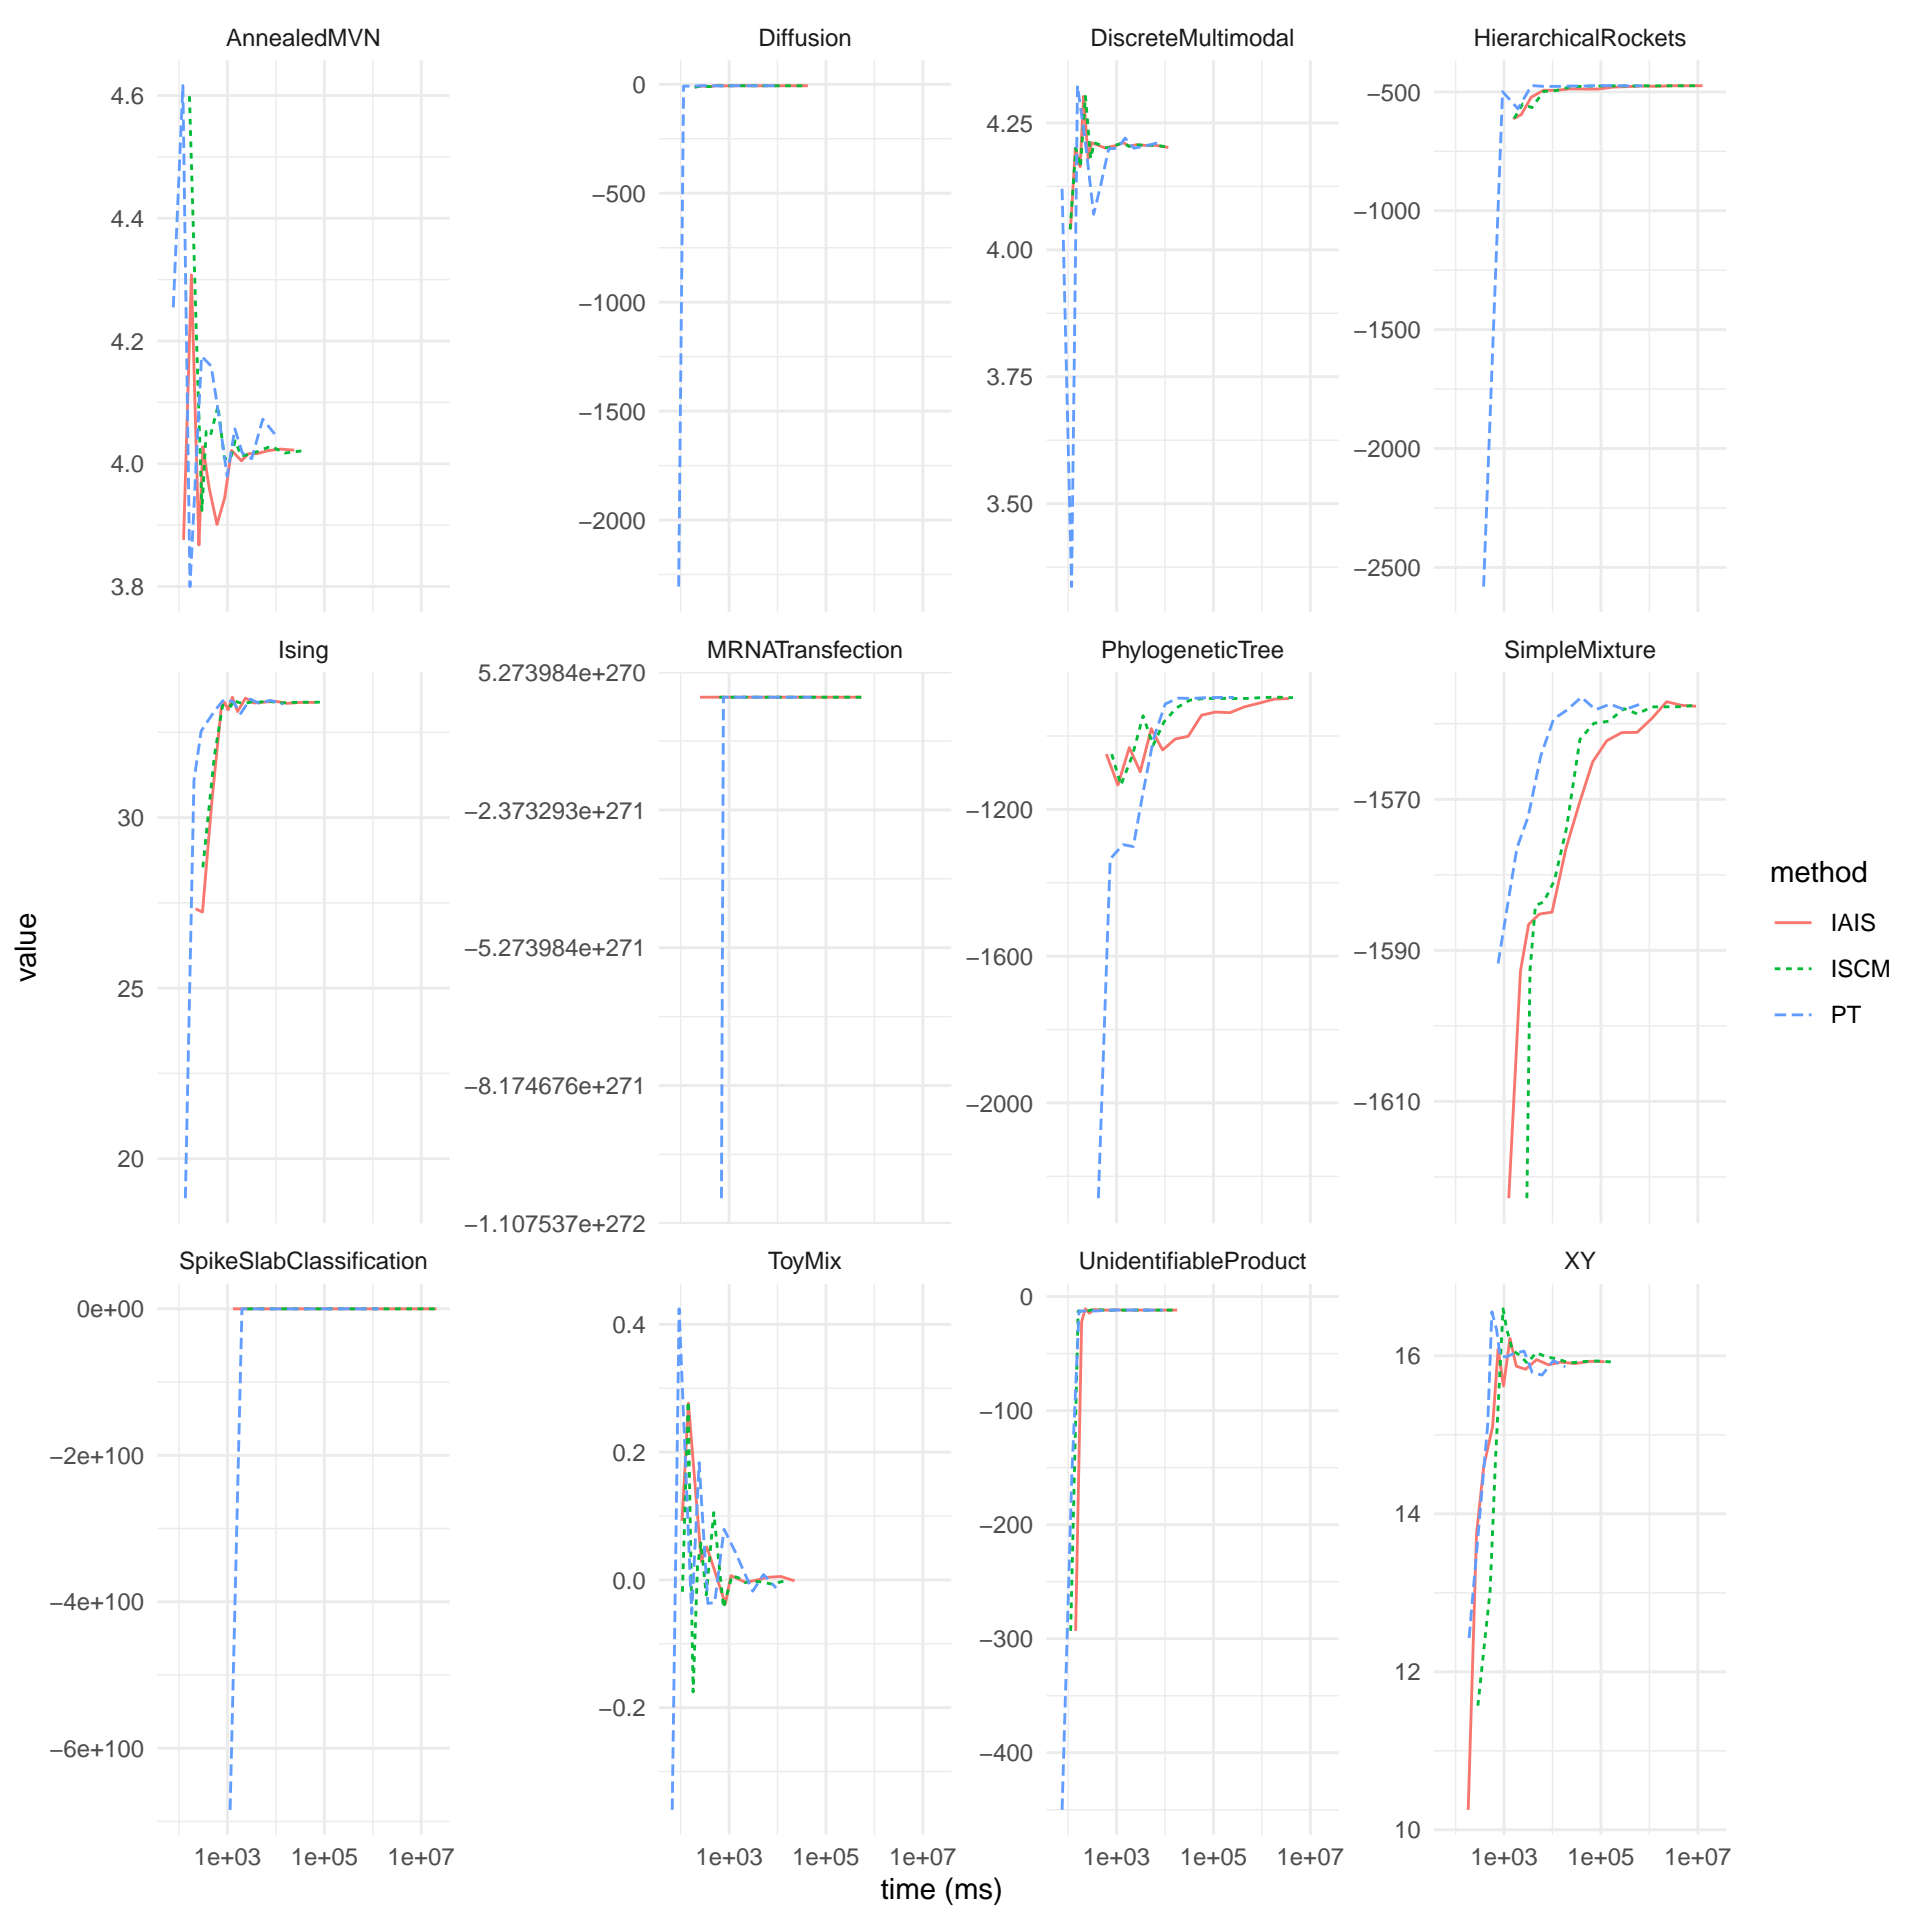 AnnealedMVN
Diffusion
DiscreteMultimodal
HierarchicalRockets
4.6
4.4
4.2
4.0
3.8
0
−500
−1000
−1500
−2000
4.25
4.00
3.75
3.50
−500
−1000
−1500
−2000
−2500
Ising
MRNATransfection
PhylogeneticTree
SimpleMixture
30
25
20
5.273984e+270
−2.373293e+271
−5.273984e+271
−8.174676e+271
−1.107537e+272
−1200
−1600
−2000
−1570
−1590
−1610
SpikeSlabClassification
ToyMix
UnidentifiableProduct
XY
0e+00
−2e+100
−4e+100
−6e+100
0.4
0.2
0.0
−0.2
0
−100
−200
−300
−400
16
14
12
10
1e+03 1e+05 1e+07
1e+03 1e+05 1e+07
1e+03 1e+05 1e+07
1e+03 1e+05 1e+07
time (ms)
value
method
IAIS
ISCM
PT